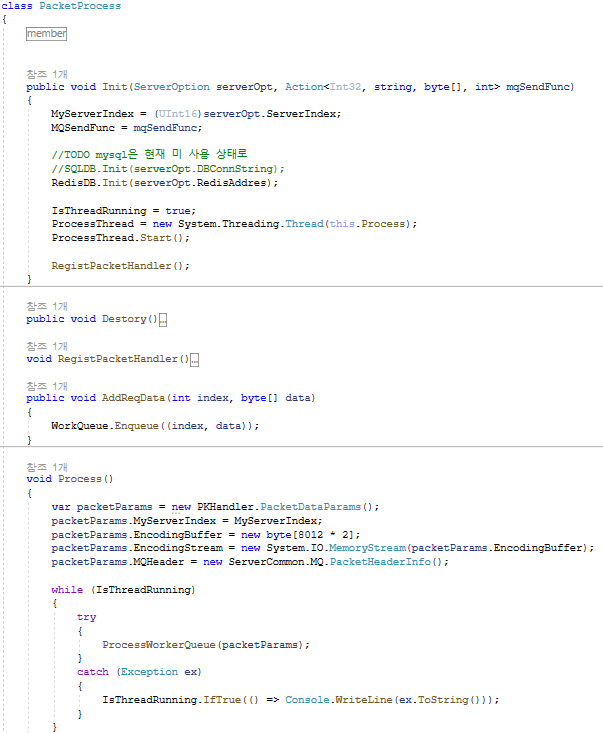 class PacketProcess
{
member
참조 1개
public void Init(ServerOption serverOpt, Action<Int32, string, byte[], int> mqSendFunc)
{
MyServerIndex = (UInt16)serverOpt.ServerIndex;
MQSendFunc = mqSendFunc;
//TODO mysql은 현재 미 사용 상태로
//SQLDB.Init(serverOpt.DBConnString);
RedisDB.Init(serverOpt.RedisAddres);
IsThreadRunning = true;
ProcessThread = new System.Threading.Thread(this.Process);
ProcessThread.Start();
RegistPacketHandler();
}
참조 1개
public void Destory()...
참조 1개
void RegistPacketHandler()...
참조 1개
public void AddReqData(int index, byte[] data)
{
WorkQueue.Enqueue((index, data));
}
참조 1개
void Process()
{
var packetParams = new PKHandler.PacketDataParams();
packetParams.MyServerIndex = MyServerIndex;
packetParams.EncodingBuffer = new byte[8012 * 2];
packetParams.EncodingStream = new System.IO.MemoryStream(packetParams.EncodingBuffer);
packetParams.MQHeader = new ServerCommon.MQ.PacketHeaderInfo();
while (IsThreadRunning)
{
try
{
ProcessWorkerQueue(packetParams);
}
catch (Exception ex)
{
IsThreadRunning.IfTrue(() => Console.WriteLine(ex.ToString()));
}
}